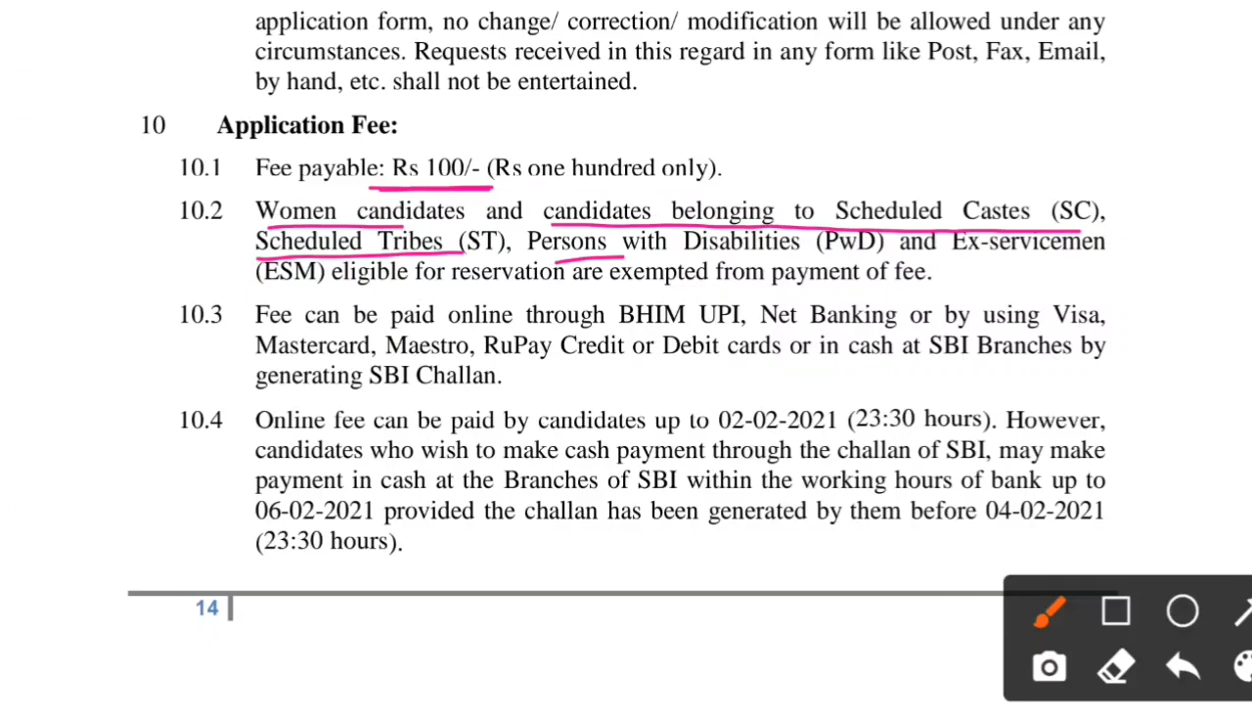 application form, no change/ correction/ modification will be allowed under any
circumstances. Requests received in this regard in any form like Post, Fax, Email,
by hand, etc. shall not be entertained.
10 Application Fee:
10.1 Fee payable: Rs 100/- (Rs one hundred only).
10.2 Women candidates and candidates belonging to Scheduled Castes (SC),
Scheduled Tribes (ST), Persons with Disabilities (PwD) and Ex-servicemen
(ESM) eligible for reservation are exempted from payment of fee.
10.3 Fee can be paid online through BHIM UPI, Net Banking or by using Visa,
Mastercard, Maestro, RuPay Credit or Debit cards or in cash at SBI Branches by
generating SBI Challan.
10.4 Online fee can be paid by candidates up to 02-02-2021 (23:30 hours). However,
candidates who wish to make cash payment through the challan of SBI, may make
payment in cash at the Branches of SBI within the working hours of bank up to
06-02-2021 provided the challan has been generated by them before 04-02-2021
(23:30 hours).
14